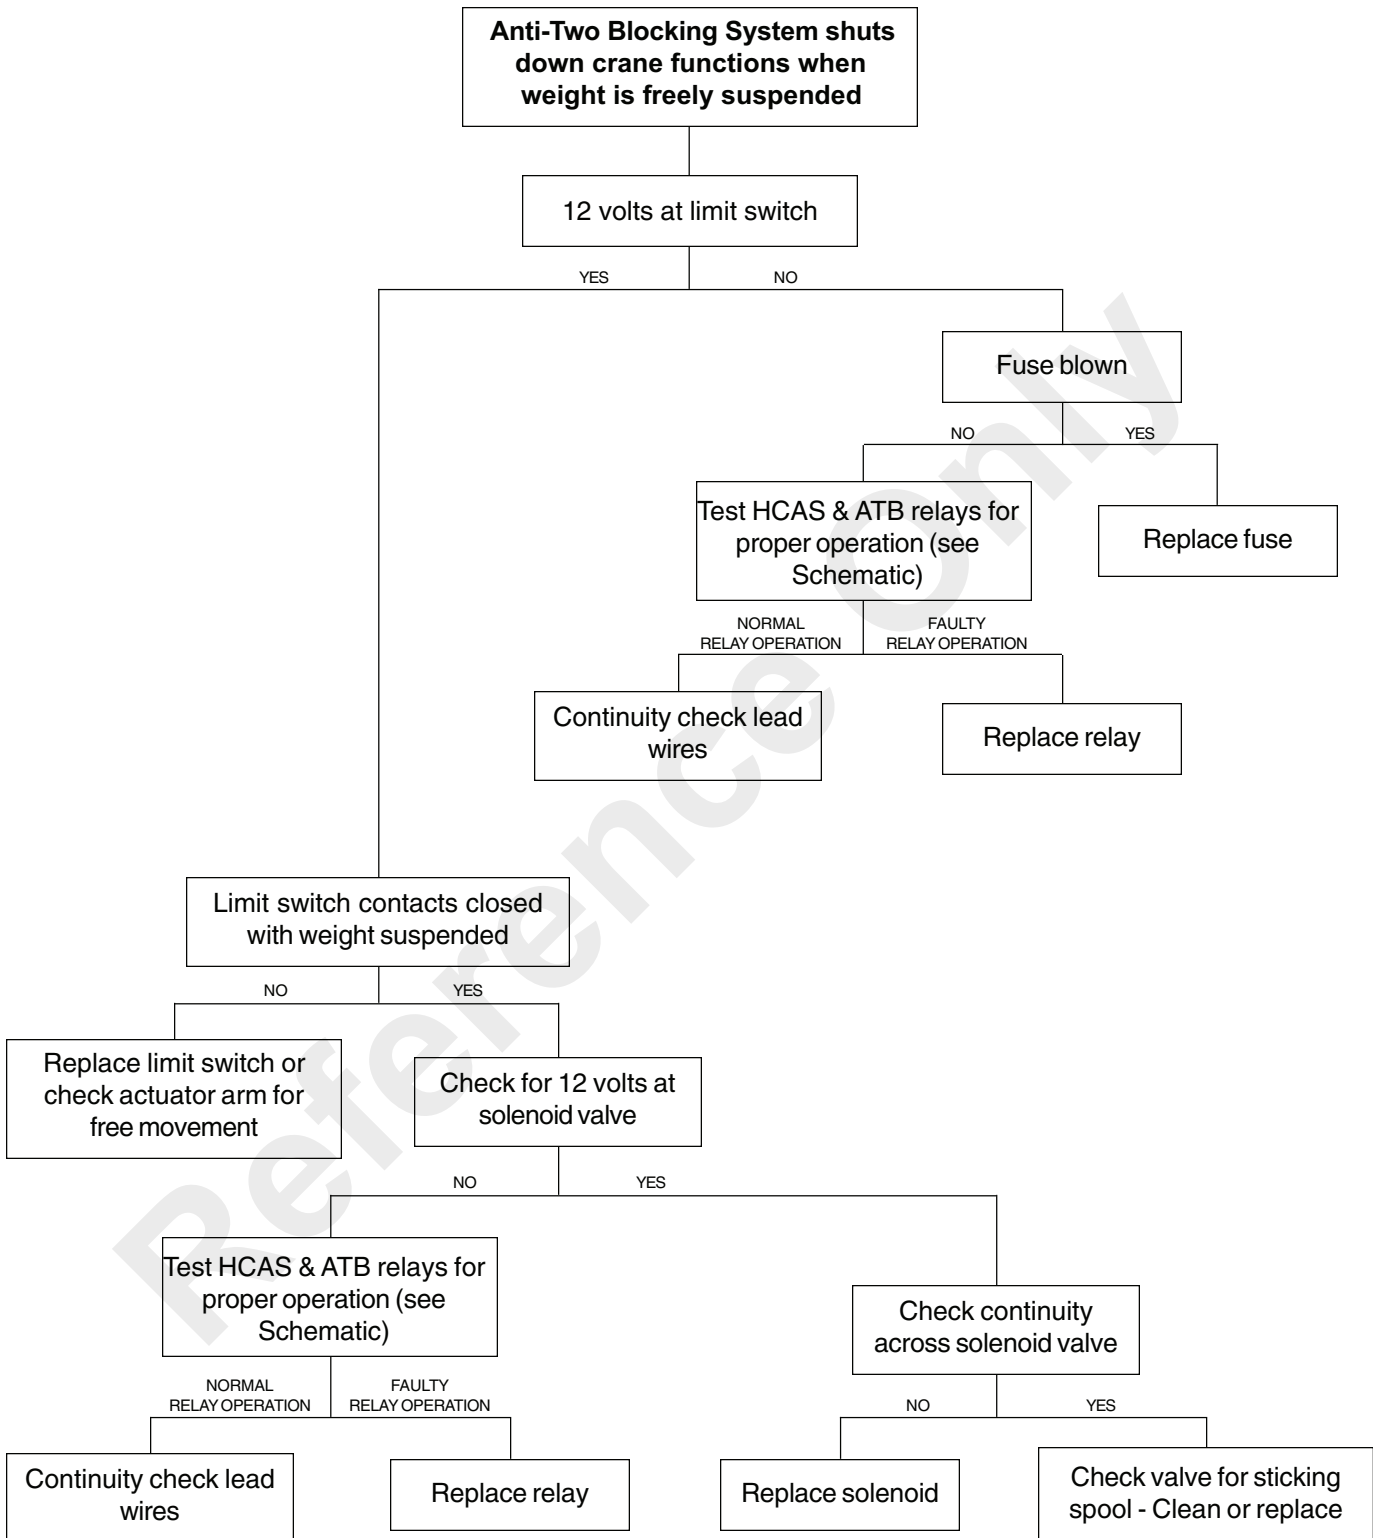 Anti-Two Blocking System shuts
down crane functions when
weight is freely suspended
12 volts at limit switch
YES
NO
Fuse blown
NO
YES
Test HCAS & ATB relays for
proper operation (see
Schematic)
Replace fuse
NORMAL
RELAY OPERATION
FAULTY
RELAY OPERATION
Continuity check lead
wires
Replace relay
Limit switch contacts closed
with weight suspended
NO
YES
Replace limit switch or
check actuator arm for
free movement
Check for 12 volts at
solenoid valve
NO
YES
Test HCAS & ATB relays for
proper operation (see
Schematic)
Check continuity
across solenoid valve
NORMAL
RELAY OPERATION
FAULTY
RELAY OPERATION
NO
YES
Continuity check lead
wires
Replace relay
Replace solenoid
Check valve for sticking
spool - Clean or replace
Reference Only